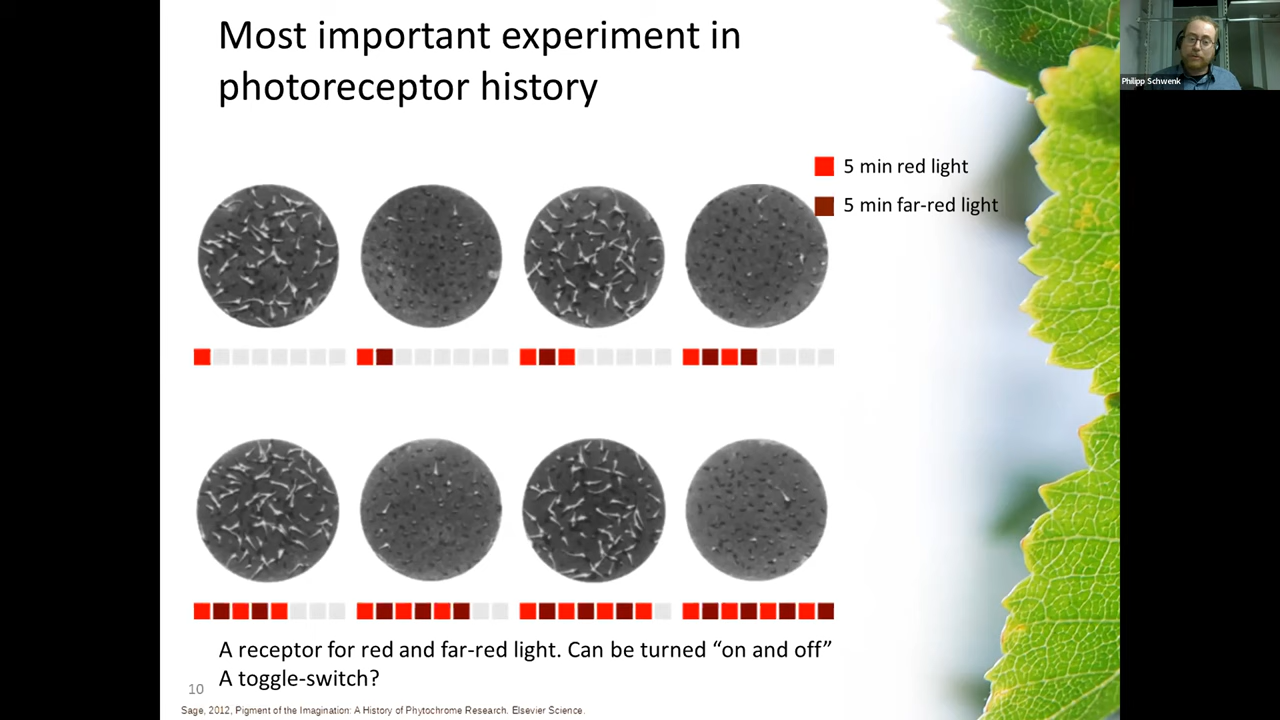 Most important experiment in
photoreceptor history
Philipp Schwenk
5 min red light
5 min far-red light
A receptor for red and far-red light. Can be turned “on and off”
A toggle-switch?
10
Sage, 2012, Pigment of the Imagination: A History of Phytochrome Research. Elsevier Science.